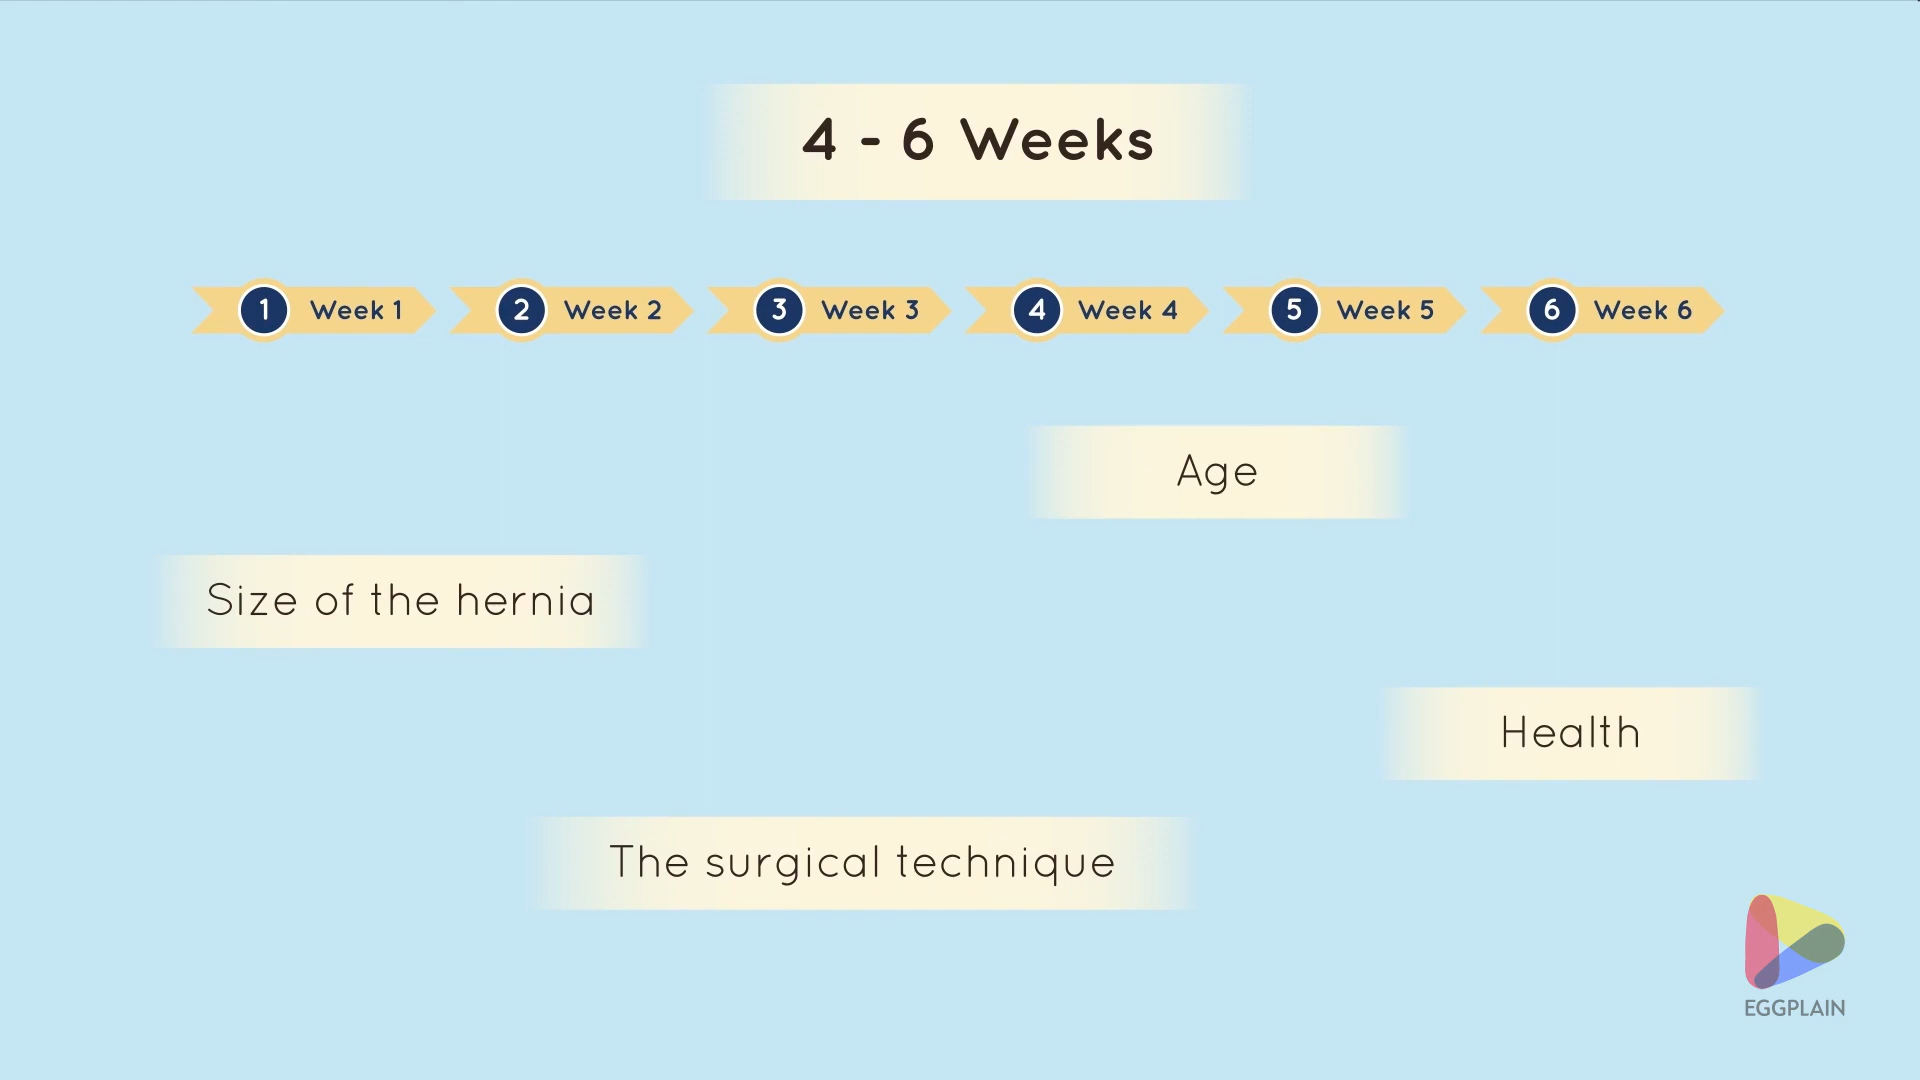 4 - 6 Weeks
1 Week 1
2 Week 2
3 Week 3
4 Week 4
5 Week 5
6 Week 6
Age
Size of the hernia
Health
The surgical technique
EGGPLAIN